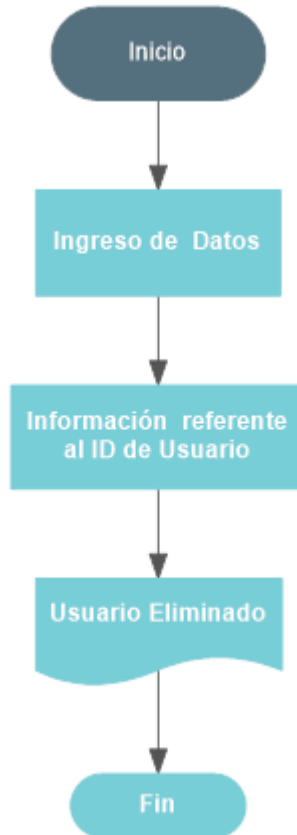 Inicio
Ingreso de Datos
Información referente
al ID de Usuario
Usuario Eliminado
Fin